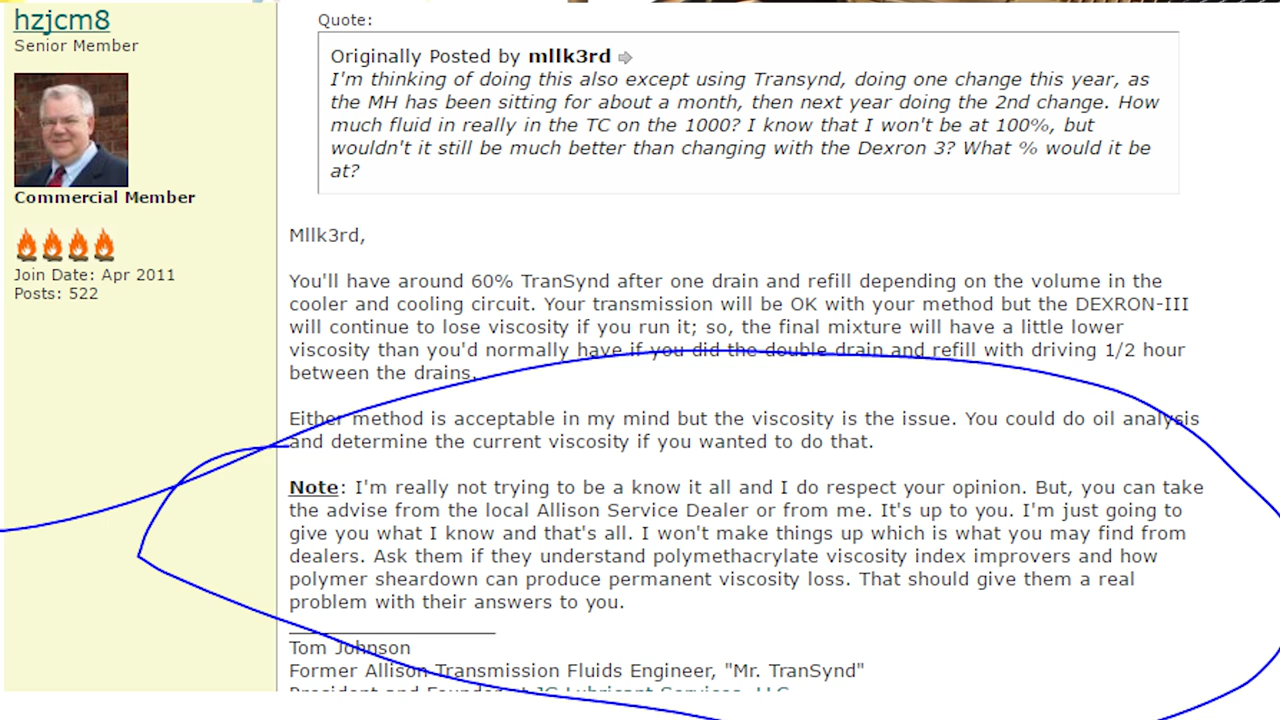 hzjcm8
Senior Member
Commercial Member
Join Date: Apr 2011
Posts: 522
Quote:
Originally Posted by mllk3rd
I'm thinking of doing this also except using Transynd, doing one change this year, as
the MH has been sitting for about a month, then next year doing the 2nd change. How
much fluid in really in the TC on the 1000? I know that I won't be at 100%, but
wouldn't it still be much better than changing with the Dexron 3? What % would it be
at?
Mllk3rd,
You'll have around 60% TranSynd after one drain and refill depending on the volume in the
cooler and cooling circuit. Your transmission will be OK with your method but the DEXRON-III
will continue to lose viscosity if you run it; so, the final mixture will have a little lower
viscosity than you'd normally have if you did the double drain and refill with driving 1/2 hour
between the drains.
Either method is acceptable in my mind but the viscosity is the issue. You could do oil analysis
and determine the current viscosity if you wanted to do that.
Note: I'm really not trying to be a know it all and I do respect your opinion. But, you can take
the advise from the local Allison Service Dealer or from me. It's up to you. I'm just going to
give you what I know and that's all. I won't make things up which is what you may find from
dealers. Ask them if they understand polymethacrylate viscosity index improvers and how
polymer sheardown can produce permanent viscosity loss. That should give them a real
problem with their answers to you.
Tom Johnson
Former Allison Transmission Fluids Engineer, "Mr. TranSynd"
President and Founder of JG Lubricant Services, LLC